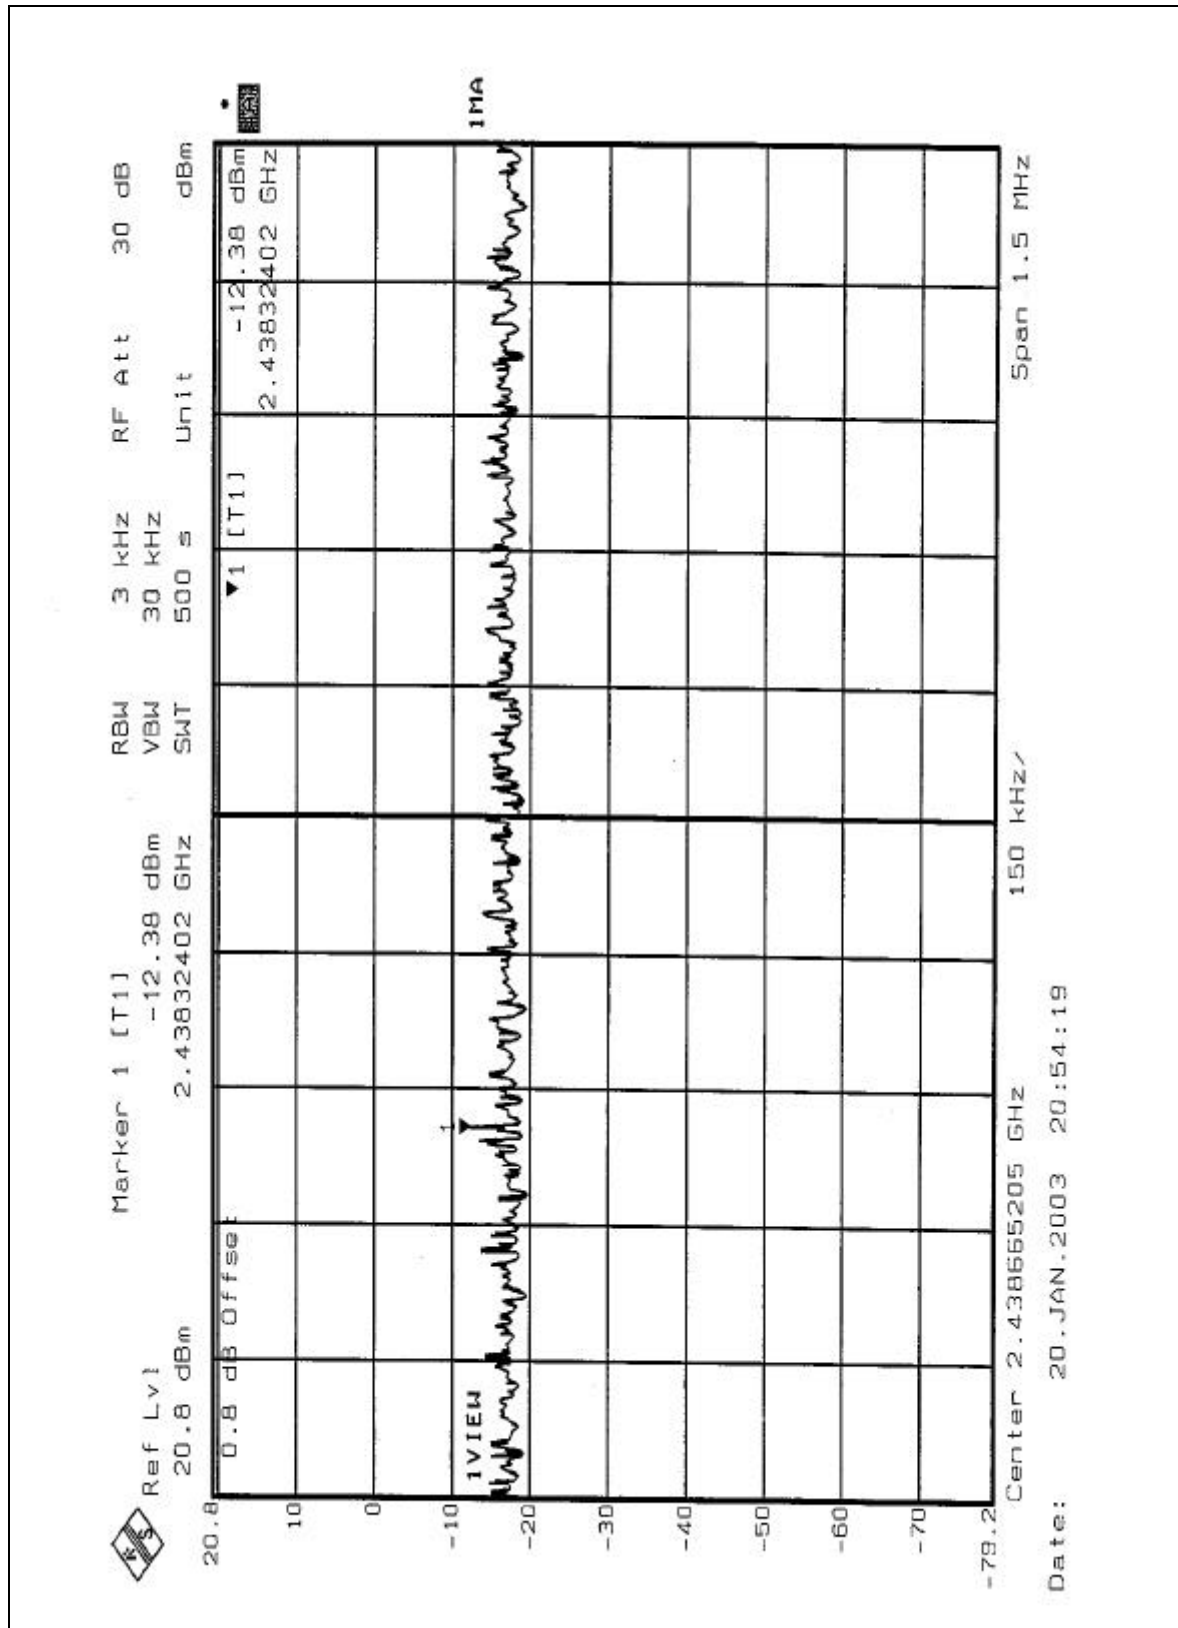 Marker 1 [T1] RBW 3 kHz RF Att 30 dB
Ref Lvl -12.38 dBm VBW 30 kHz
20.8 dBm 2.43832402 GHz SWT 500 s Unit dBm
20.8
0.8 dB Offset
▼1 [T1] -12.38 dBm
2.43832402 GHz
A
10
0
-10
1
1VIEW
1MA
-20
-30
-40
-50
-60
-70
-79.2
Center 2.438665205 GHz 150 kHz/ Span 1.5 MHz
Date: 20.JAN.2003 20:54:19
R S